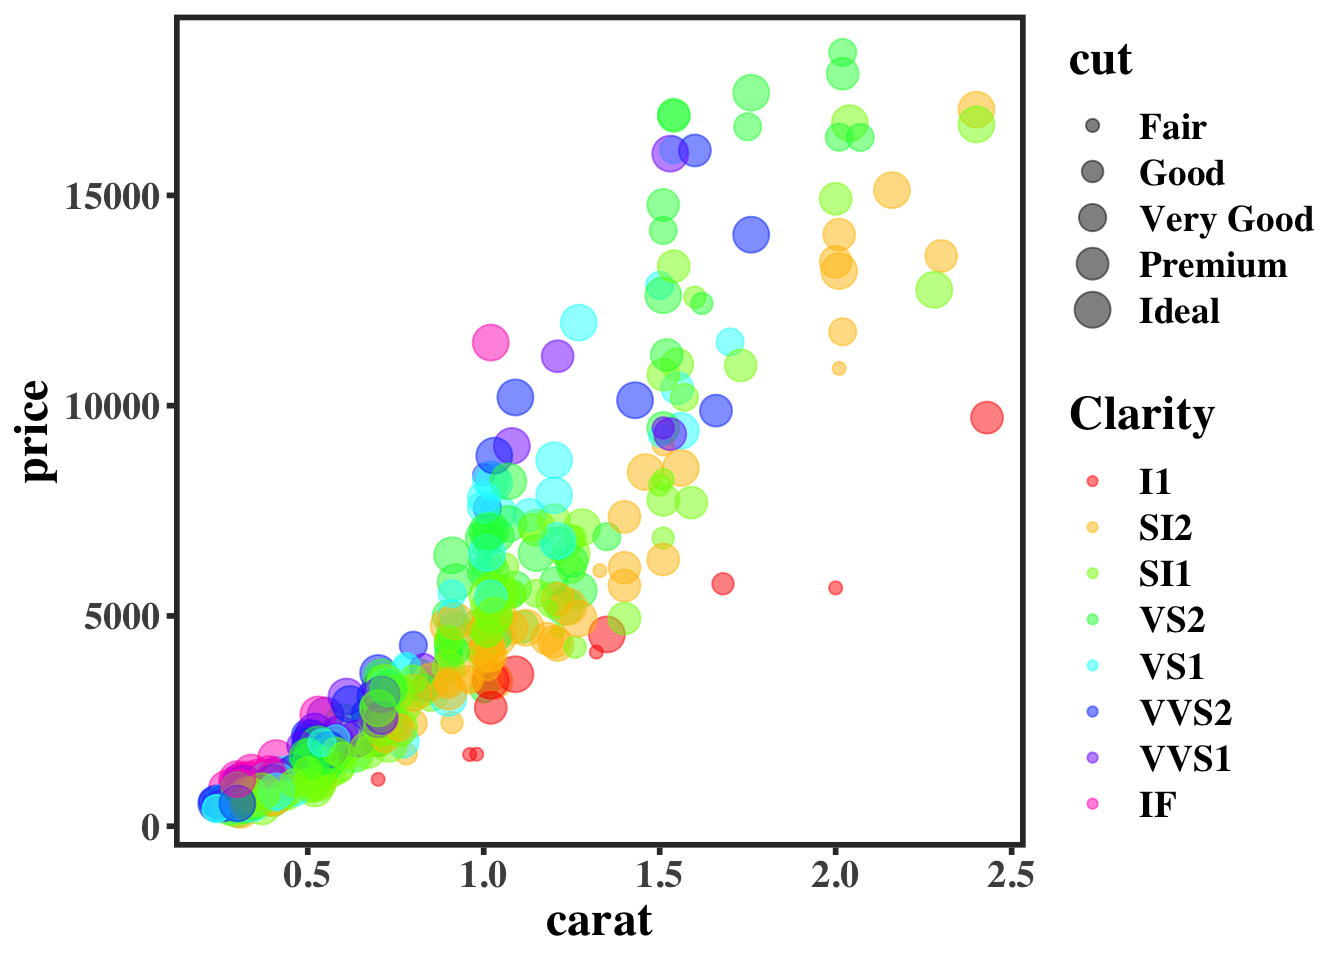 15000
10000
5000
0
price
0.5 1.0 1.5 2.0 2.5
carat
cut
Fair
Good
Very Good
Premium
Ideal
Clarity
I1
SI2
SI1
VS2
VS1
VVS2
VVS1
IF